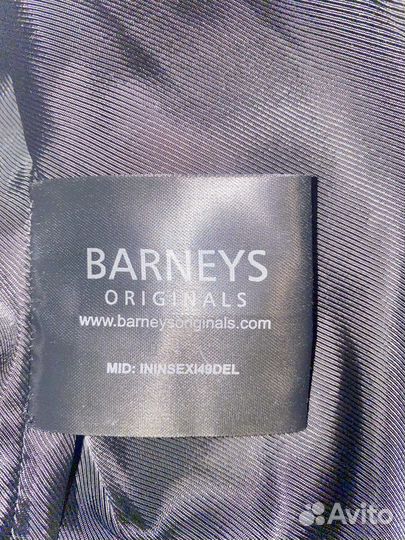 BARNEYS
ORIGINALS
www.barneysoriginals.com
MID: ININSEXI49DEL
Avito